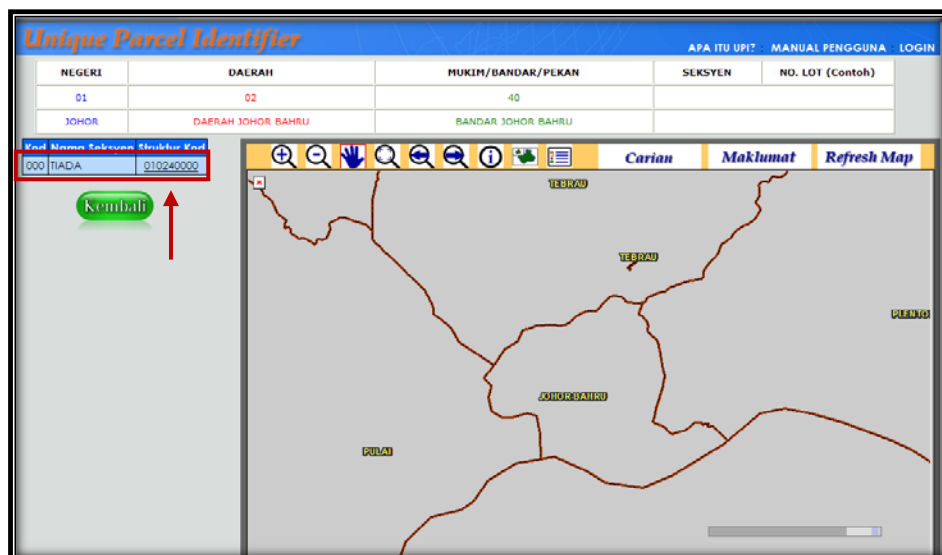 Unique Parcel Identifier
APA ITU UPI? : MANUAL PENGGUNA : LOGIN
NEGERI DAERAH MUKIM/BANDAR/PEKAN SEKSYEN NO. LOT (Contoh)
01 02 40
JOHOR DAERAH JOHOR BAHRU BANDAR JOHOR BAHRU
Kod Nama Seksyen Struktur Kod
000 TIADA 010240000
Kembali
Carian Maklumat Refresh Map
TEBRAU
TEBRAU
PLENTO
JOHOR BAHRU
PULAI